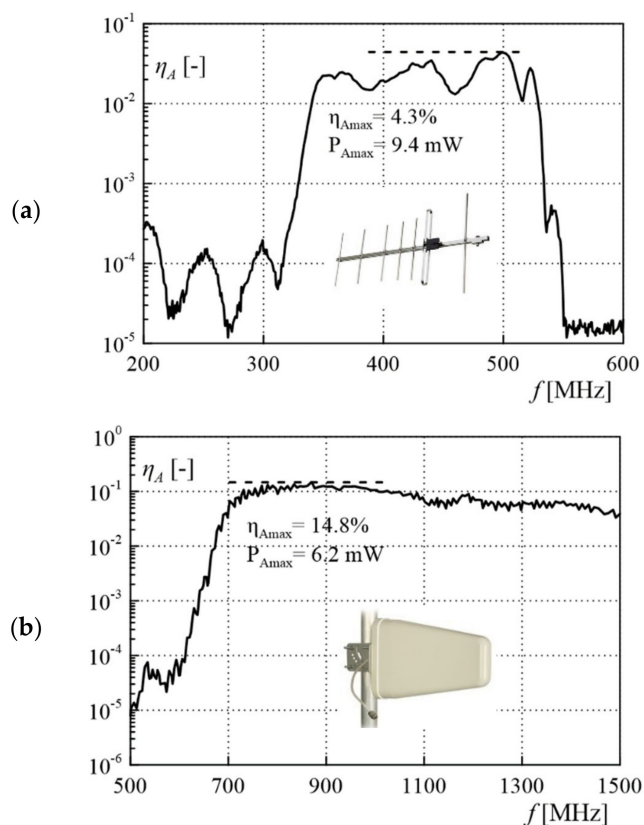 (a)
η_A [-]
10⁻¹
10⁻²
10⁻³
10⁻⁴
10⁻⁵
η_Amax= 4.3%
P_Amax= 9.4 mW
200 300 400 500 600
f [MHz]
(b)
η_A [-]
10⁰
10⁻¹
10⁻²
10⁻³
10⁻⁴
10⁻⁵
10⁻⁶
η_Amax= 14.8%
P_Amax= 6.2 mW
500 700 900 1100 1300 1500
f [MHz]